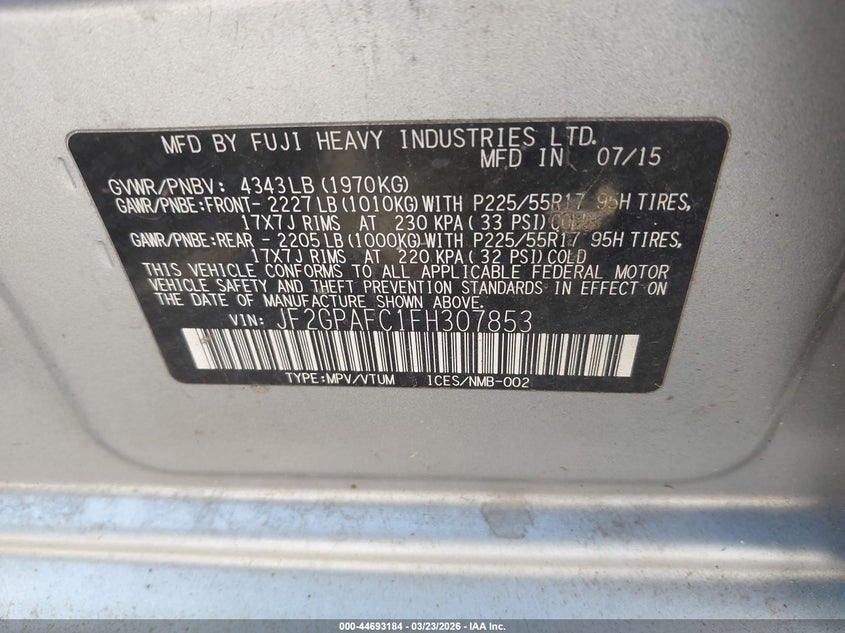 MFD BY FUJI HEAVY INDUSTRIES LTD.
MFD IN 07/15
GVWR/PNBV: 4343LB (1970KG)
GAWR/PNBE:FRONT- 2227LB (1010KG) WITH P225/55R17 95H TIRES,
17X7J RIMS AT 230 KPA (33 PSI) COLD
GAWR/PNBE:REAR - 2205LB (1000KG) WITH P225/55R17 95H TIRES,
17X7J RIMS AT 220 KPA (32 PSI) COLD
THIS VEHICLE CONFORMS TO ALL APPLICABLE FEDERAL MOTOR
VEHICLE SAFETY AND THEFT PREVENTION STANDARDS IN EFFECT ON
THE DATE OF MANUFACTURE SHOWN ABOVE.
VIN: JF2GPAFC1FH307853
TYPE:MPV/VTUM ICES/NMB-002
000-44693184 - 03/23/2026 - IAA Inc.